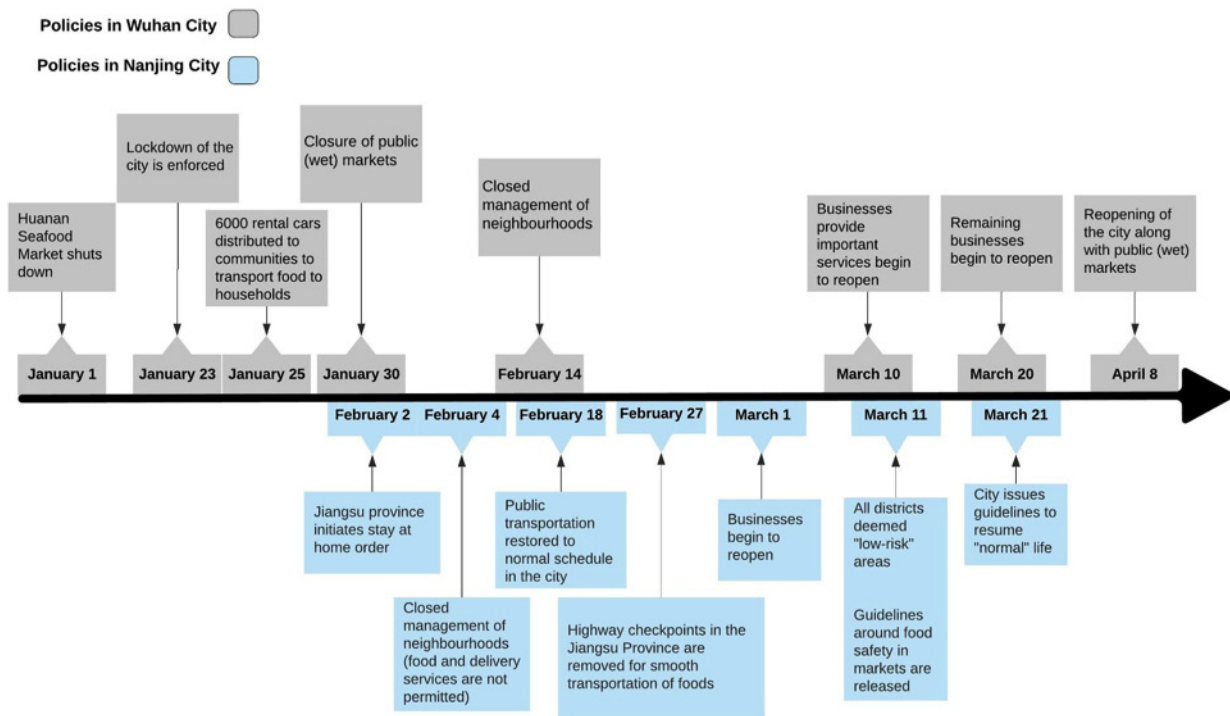 Policies in Wuhan City
Policies in Nanjing City
Huanan
Seafood
Market shuts
down
Lockdown of the
city is enforced
6000 rental cars
distributed to
communities to
transport food to
households
Closure of public
(wet) markets
Closed
management of
neighbourhoods
Businesses
provide
important
services begin
to reopen
Remaining
businesses
begin to reopen
Reopening of
the city along
with public (wet)
markets
January 1
January 23
January 25
January 30
February 14
March 10
March 20
April 8
February 2
February 4
February 18
February 27
March 1
March 11
March 21
Jiangsu province
initiates stay at
home order
Closed
management of
neighbourhoods
(food and delivery
services are not
permitted)
Public
transportation
restored to
normal schedule
in the city
Highway checkpoints in the
Jiangsu Province are
removed for smooth
transportation of foods
Businesses
begin to
reopen
All districts
deemed
"low-risk"
areas
Guidelines
around food
safety in
markets are
released
City issues
guidelines to
resume
"normal" life